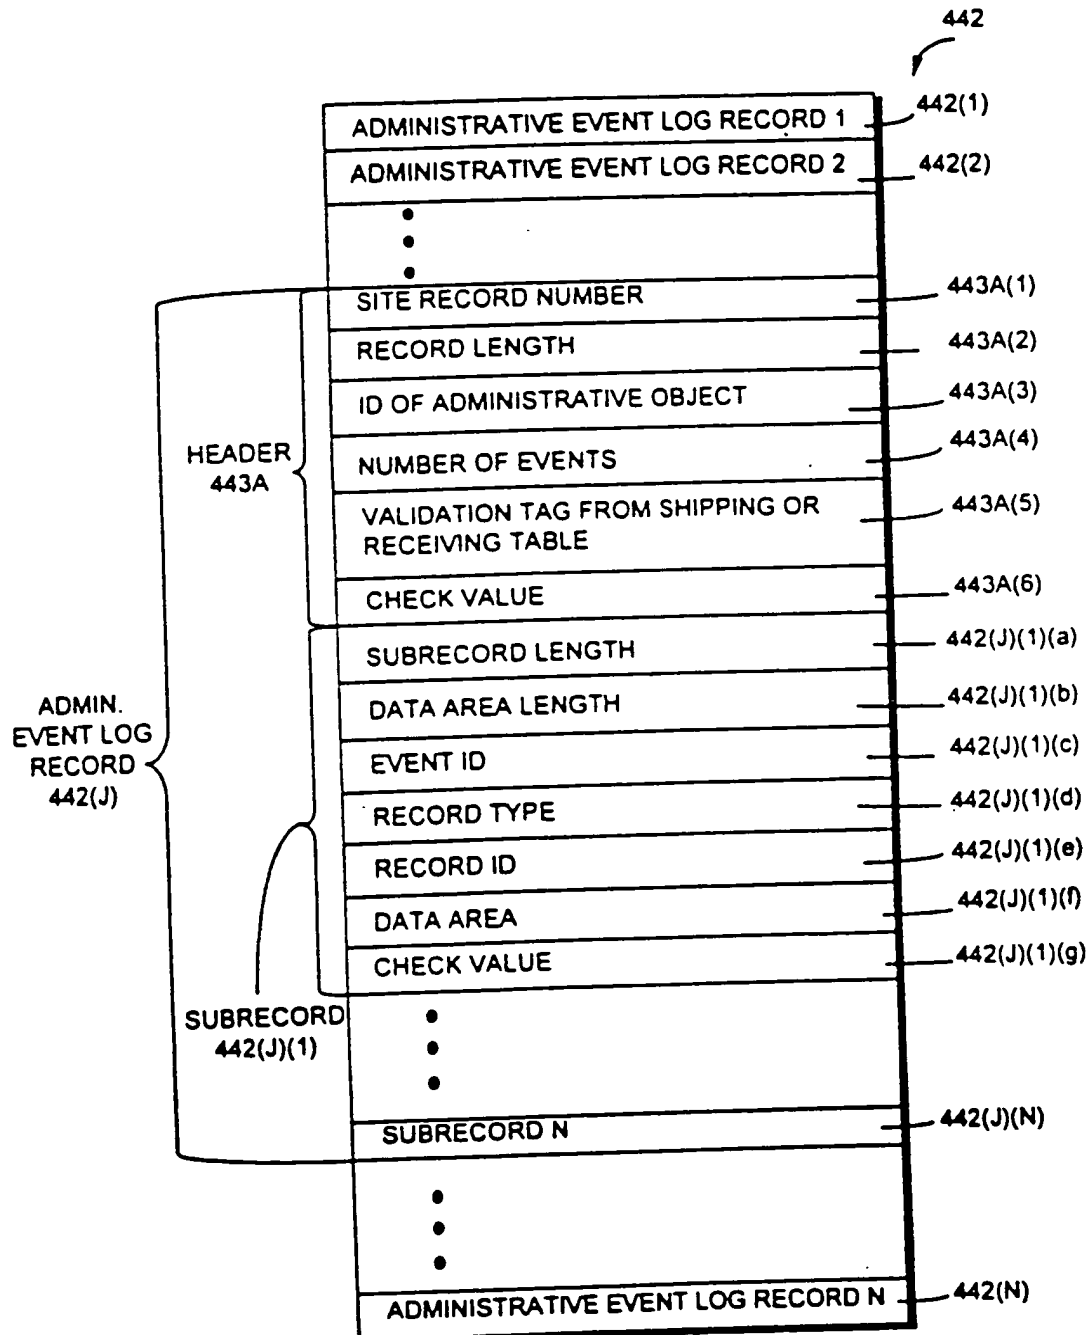 442
ADMINISTRATIVE EVENT LOG RECORD 1
442(1)
ADMINISTRATIVE EVENT LOG RECORD 2
442(2)
SITE RECORD NUMBER
443A(1)
RECORD LENGTH
443A(2)
ID OF ADMINISTRATIVE OBJECT
443A(3)
HEADER
443A
NUMBER OF EVENTS
443A(4)
VALIDATION TAG FROM SHIPPING OR
RECEIVING TABLE
443A(5)
CHECK VALUE
443A(6)
SUBRECORD LENGTH
442(J)(1)(a)
ADMIN.
EVENT LOG
RECORD
442(J)
DATA AREA LENGTH
442(J)(1)(b)
EVENT ID
442(J)(1)(c)
RECORD TYPE
442(J)(1)(d)
RECORD ID
442(J)(1)(e)
DATA AREA
442(J)(1)(f)
CHECK VALUE
442(J)(1)(g)
SUBRECORD
442(J)(1)
SUBRECORD N
442(J)(N)
ADMINISTRATIVE EVENT LOG RECORD N
442(N)